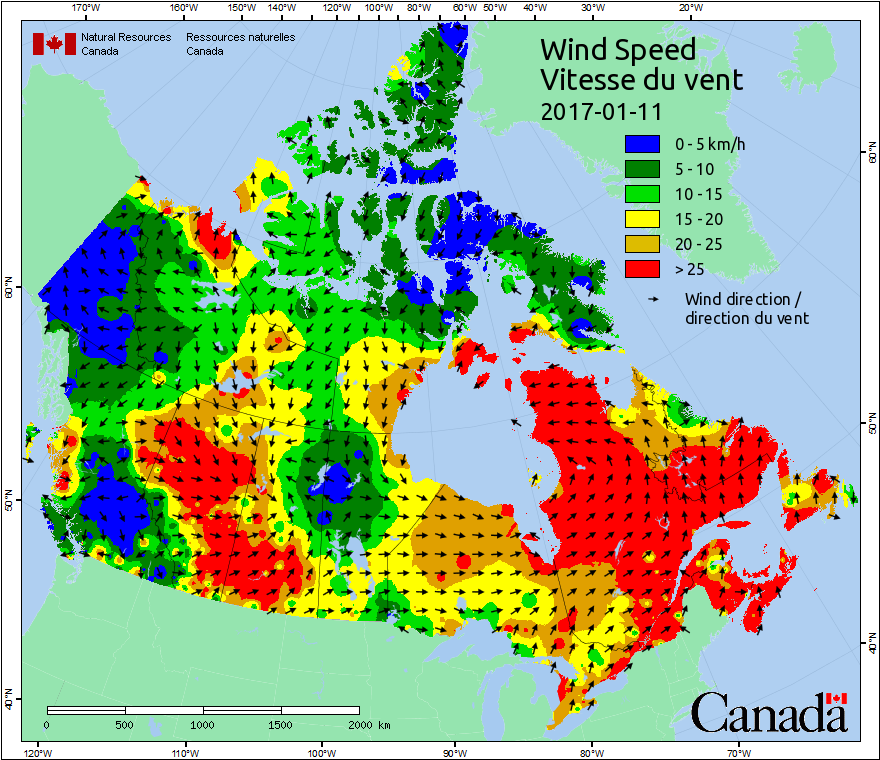 170°W 160°W 150°W 140°W 120°W 100°W 80°W 60°W 50°W 40°W 30°W 20°W
Natural Resources Canada
Ressources naturelles Canada
Wind Speed
Vitesse du vent
2017-01-11
0 - 5 km/h
5 - 10
10 - 15
15 - 20
20 - 25
> 25
Wind direction /
direction du vent
60°N
50°N
40°N
60°N
50°N
40°N
0 500 1000 1500 2000 km
Canada
120°W 110°W 100°W 90°W 80°W 70°W